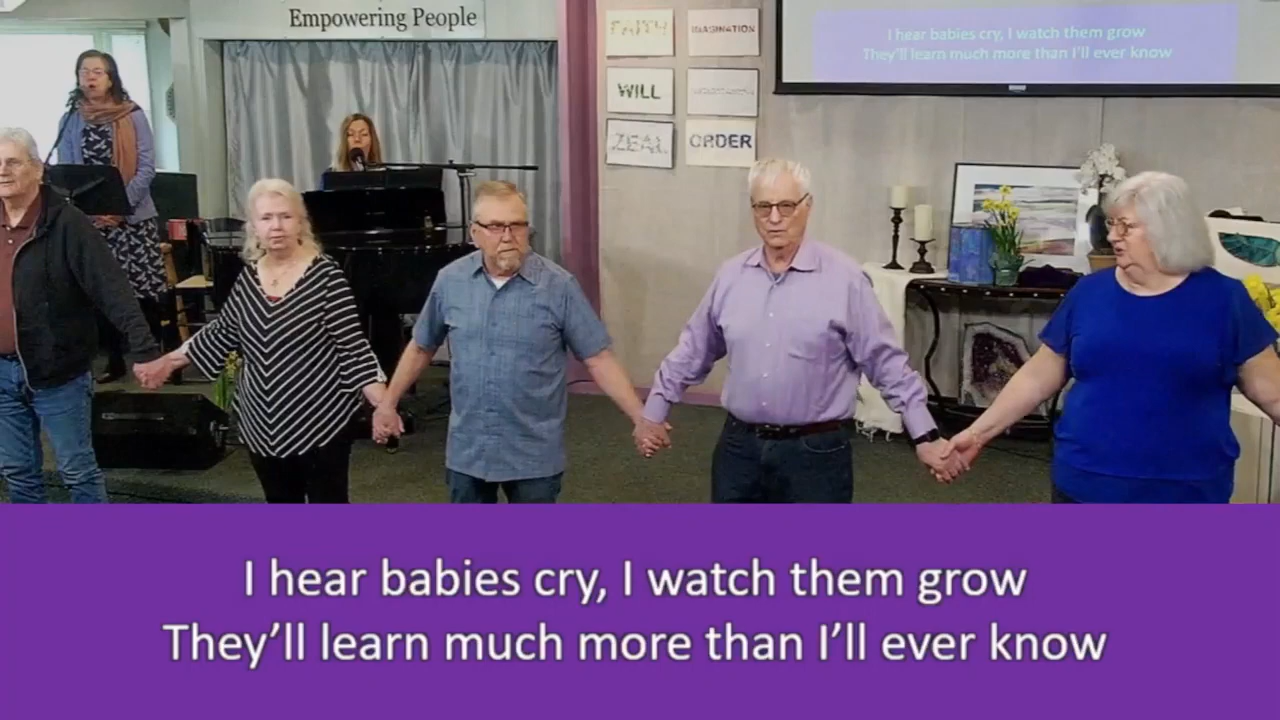 Empowering People
FAITH
IMAGINATION
WILL
ZEAL
ORDER
I hear babies cry, I watch them grow
They'll learn much more than I'll ever know
I hear babies cry, I watch them grow
They’ll learn much more than I’ll ever know